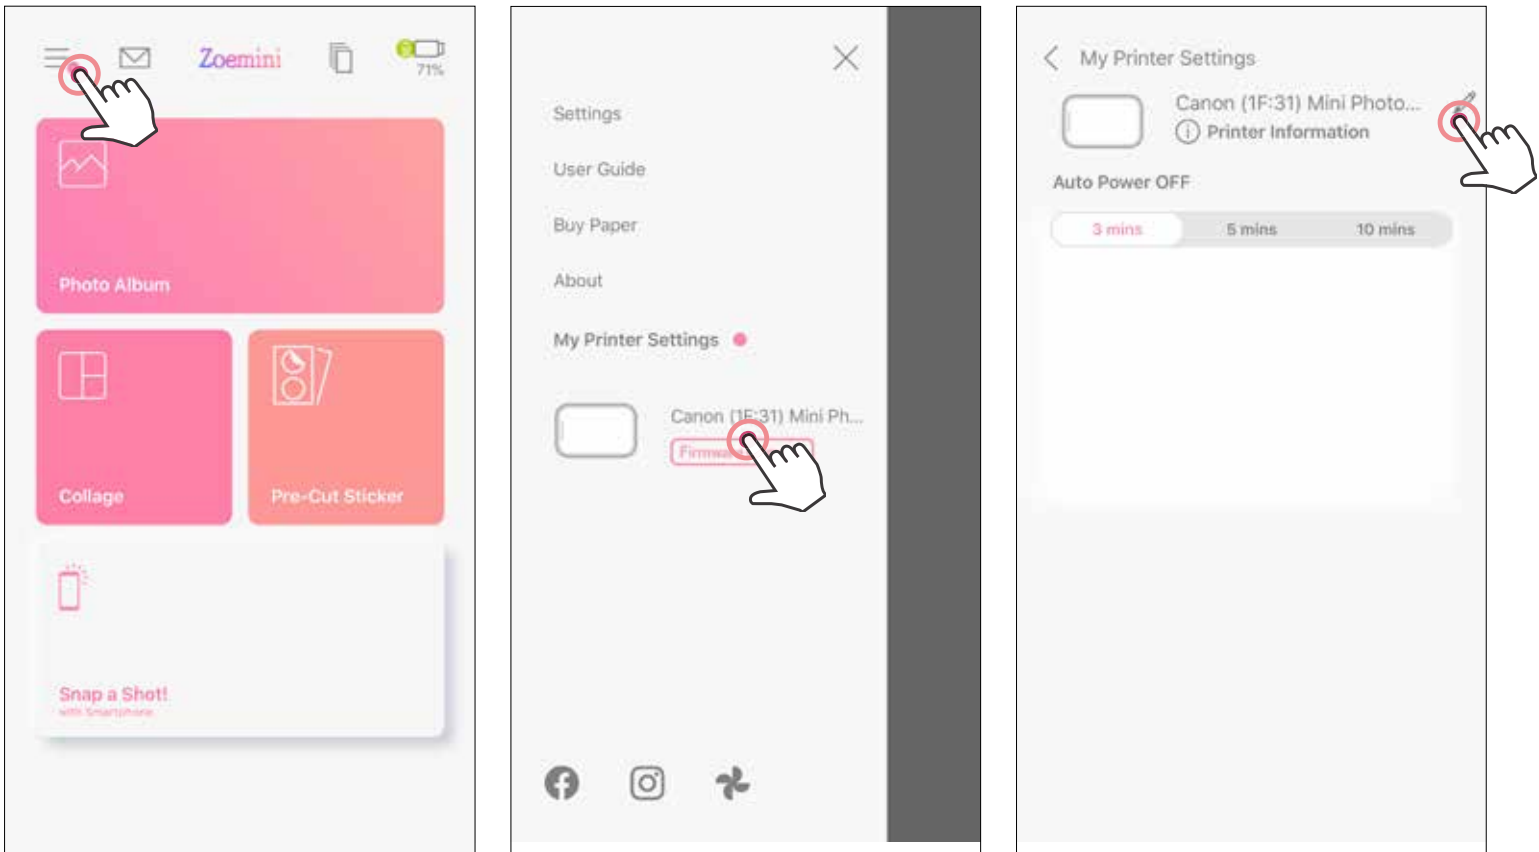 Zoemini
71%
Photo Album
Collage
Pre-Cut Sticker
Snap a Shot!
with Smartphone
Settings
User Guide
Buy Paper
About
My Printer Settings
Canon (1F:31) Mini Ph...
My Printer Settings
Canon (1F:31) Mini Photo...
Printer Information
Auto Power OFF
3 mins
5 mins
10 mins